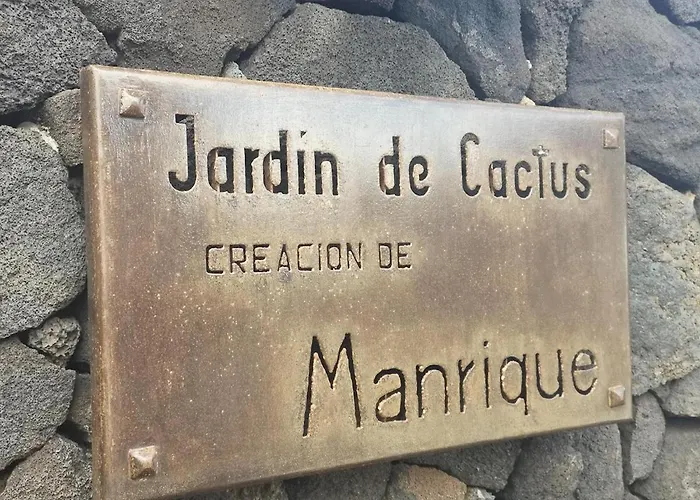 Jardin de Cactus
CREACION DE
Manrique